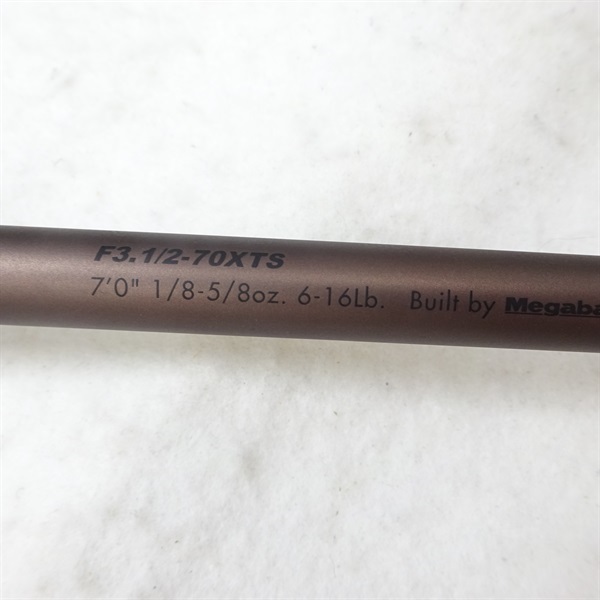 F3.1/2-70XTS
7'0" 1/8-5/8oz. 6-16Lb. Built by Megaba